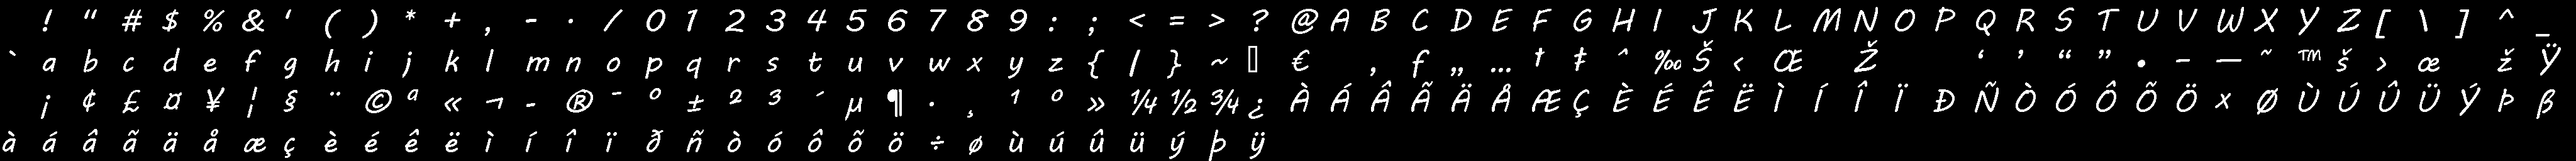 ! " # $ % & ' ( ) * + , - · / 0 1 2 3 4 5 6 7 8 9 : ; < = > ? @ A B C D E F G H I J K L M N O P Q R S T U V W X Y Z [ \ ] ^ _
` a b c d e f g h i j k l m n o p q r s t u v w x y z { | } ~ ▯ € , f „ … † ‡ ˆ ‰ Š ‹ Œ Ž ‘ ’ “ ” • – — ˜ ™ š › œ ž Ÿ
¡ ¢ £ ¤ ¥ ¦ § ¨ © ª « ¬ - ® ¯ ° ± ² ³ ´ µ ¶ · ¸ ¹ º » ¼ ½ ¾ ¿ À Á Â Ã Ä Å Æ Ç È É Ê Ë Ì Í Î Ï Ð Ñ Ò Ó Ô Õ Ö × Ø Ù Ú Û Ü Ý Þ ß
à á â ã ä å æ ç è é ê ë ì í î ï ð ñ ò ó ô õ ö ÷ ø ù ú û ü ý þ ÿ